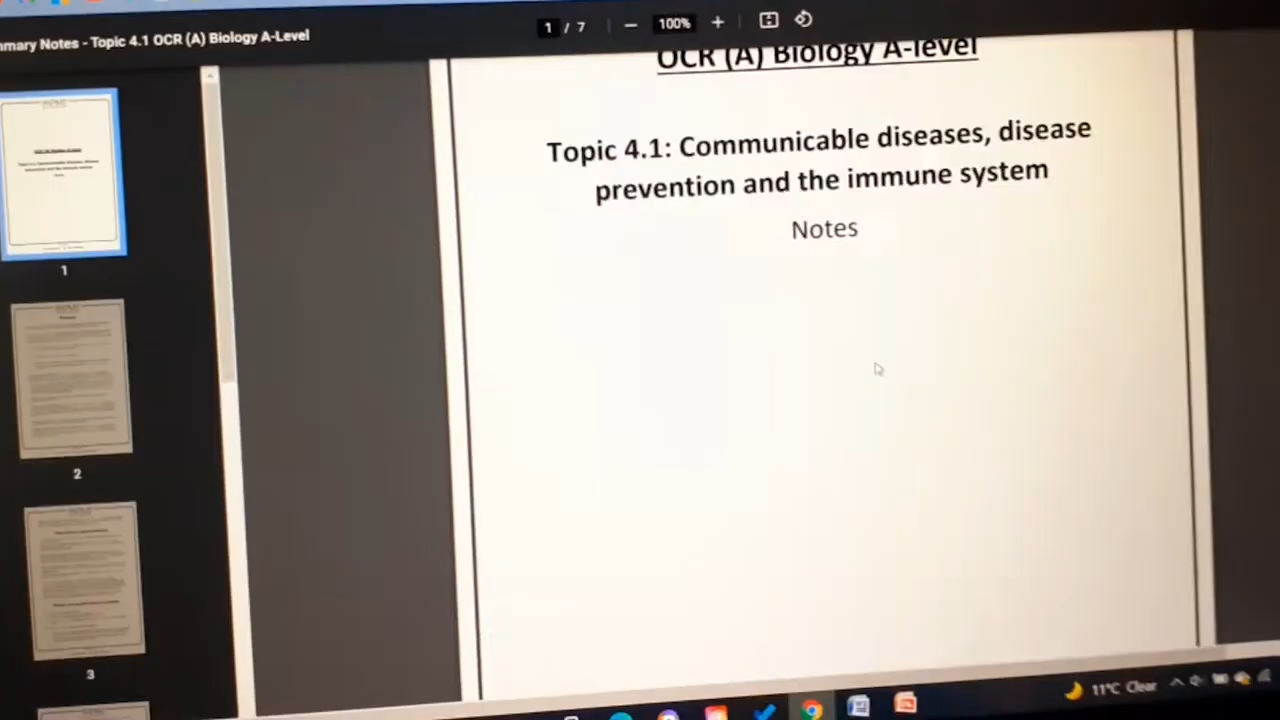 mmary Notes - Topic 4.1 OCR (A) Biology A-Level
1 / 7
100%
OCR (A) Biology A-level
Topic 4.1: Communicable diseases, disease
prevention and the immune system
Notes
1
2
3
11°C Clear